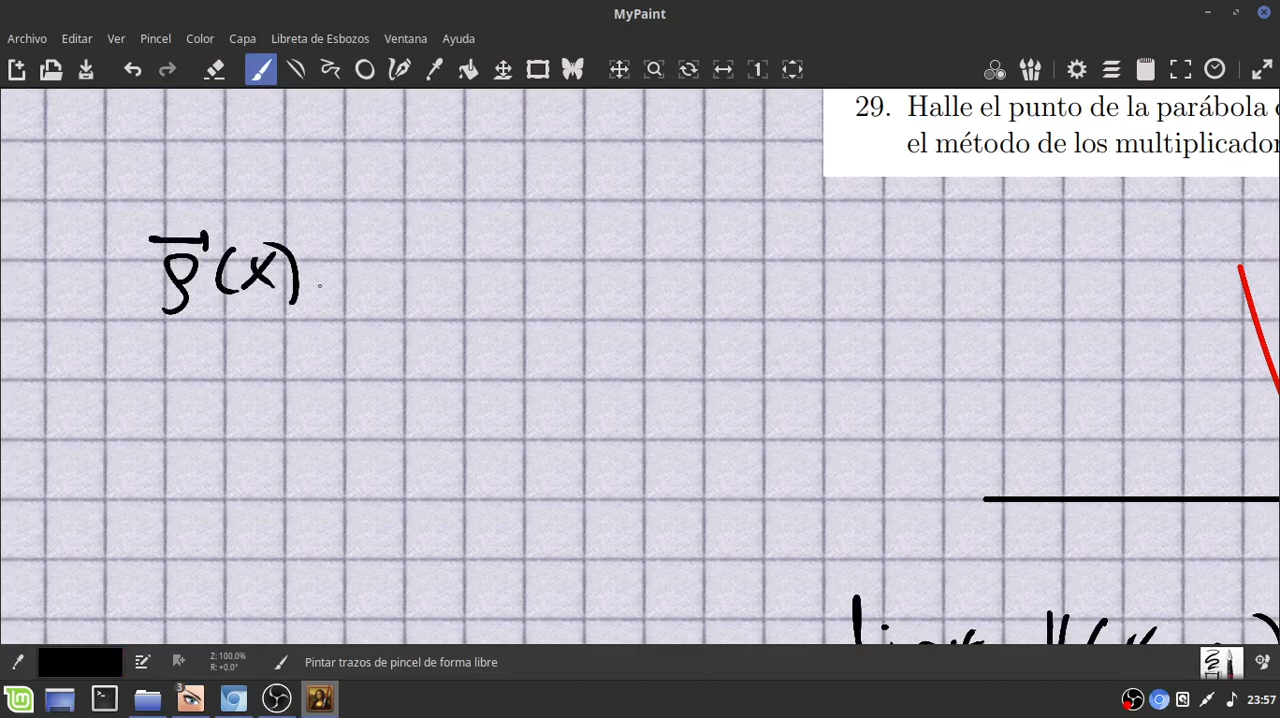 MyPaint
Archivo Editar Ver Pincel Color Capa Libreta de Esbozos Ventana Ayuda
29. Halle el punto de la parábola
el método de los multiplicador
ρ⃗(x)
Z: 100.0%
R: +0.0°
Pintar trazos de pincel de forma libre
3
23:57